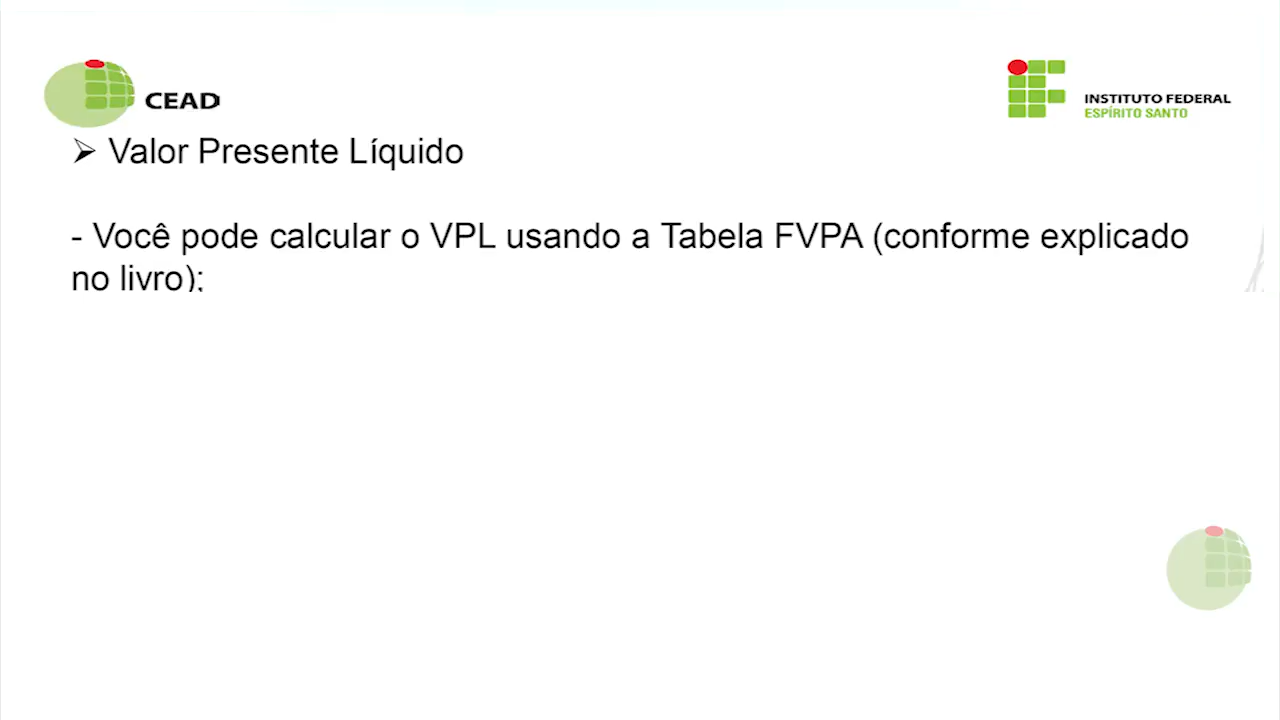 CEAD
INSTITUTO FEDERAL
ESPÍRITO SANTO
➢ Valor Presente Líquido
- Você pode calcular o VPL usando a Tabela FVPA (conforme explicado
no livro);